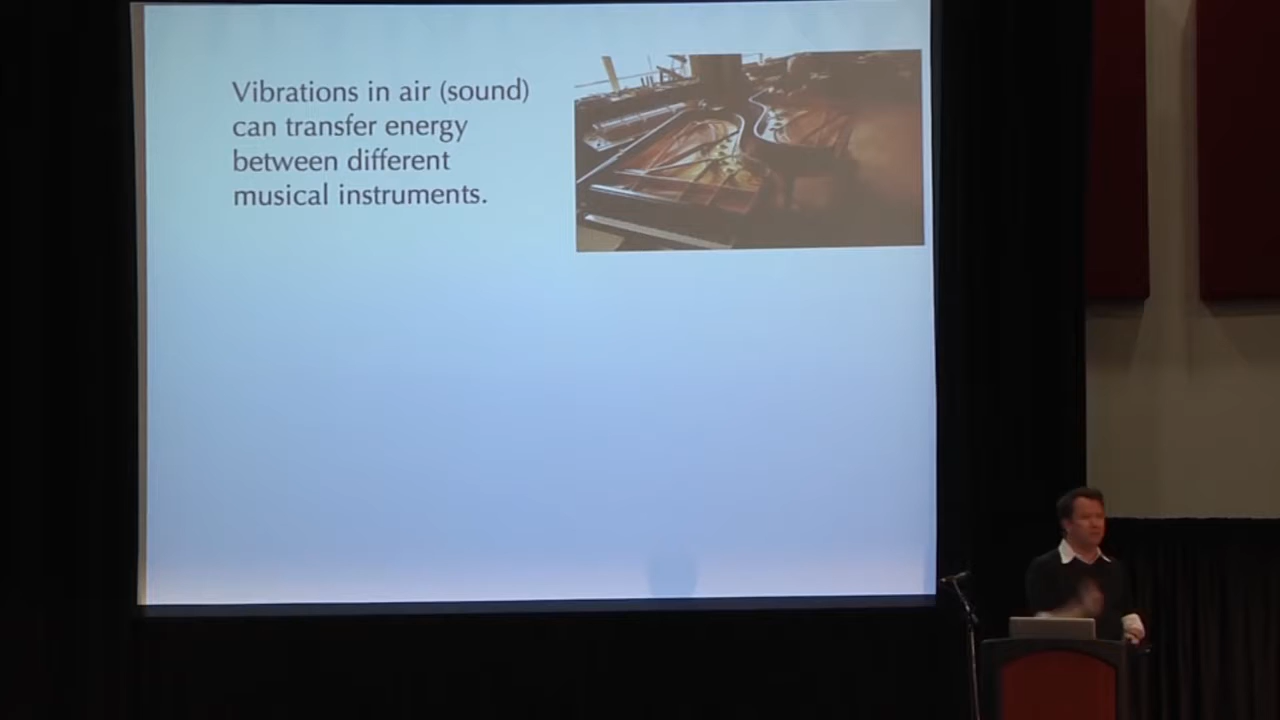 Vibrations in air (sound)
can transfer energy
between different
musical instruments.